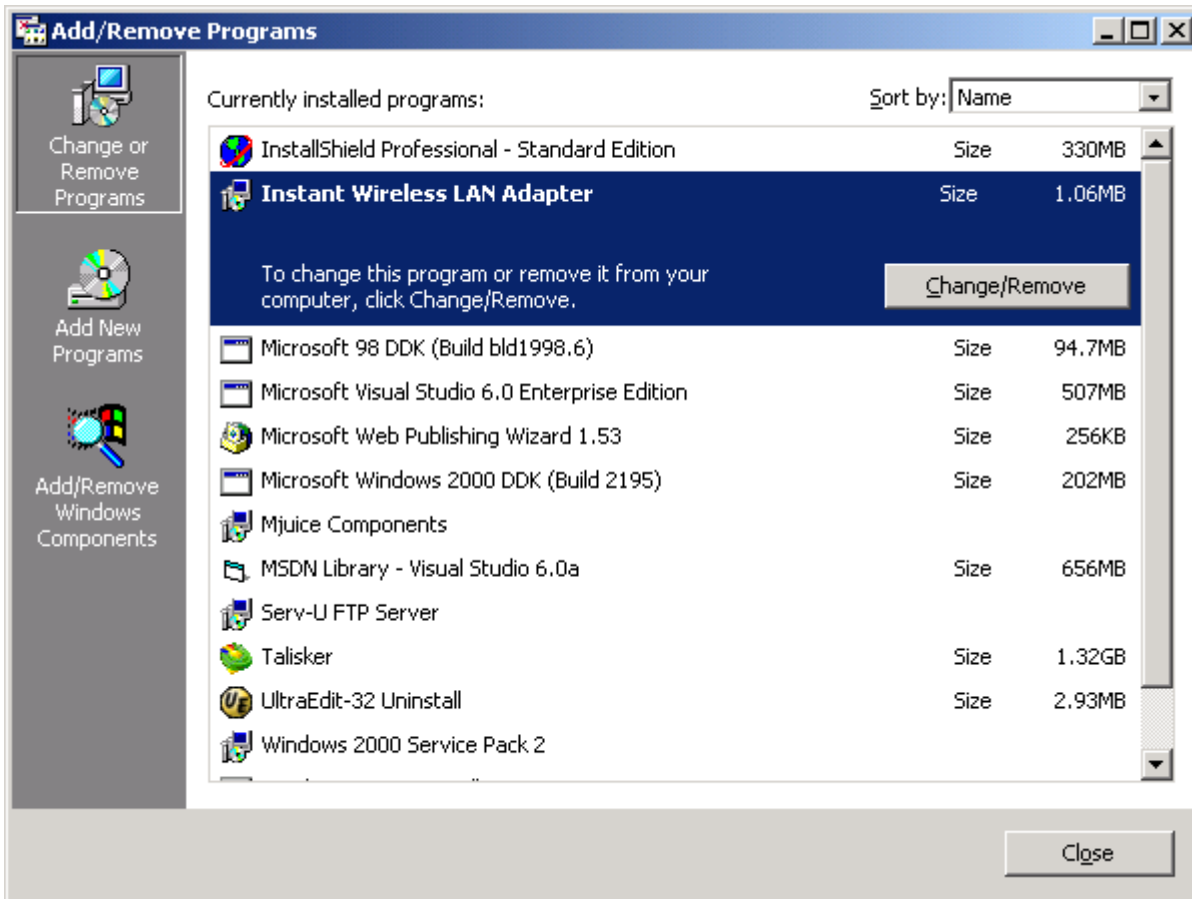 Add/Remove Programs
Change or
Remove
Programs
Add New
Programs
Add/Remove
Windows
Components
Currently installed programs:
Sort by: Name
InstallShield Professional - Standard Edition Size 330MB
Instant Wireless LAN Adapter Size 1.06MB
To change this program or remove it from your
computer, click Change/Remove.
Change/Remove
Microsoft 98 DDK (Build bld1998.6) Size 94.7MB
Microsoft Visual Studio 6.0 Enterprise Edition Size 507MB
Microsoft Web Publishing Wizard 1.53 Size 256KB
Microsoft Windows 2000 DDK (Build 2195) Size 202MB
Mjuice Components
MSDN Library - Visual Studio 6.0a Size 656MB
Serv-U FTP Server
Talisker Size 1.32GB
UltraEdit-32 Uninstall Size 2.93MB
Windows 2000 Service Pack 2
Close